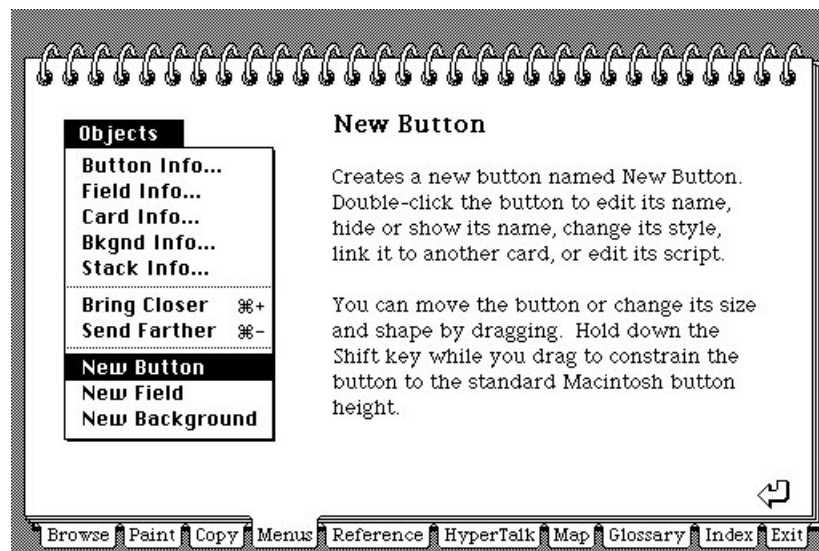 Objects
Button Info...
Field Info...
Card Info...
Bkgnd Info...
Stack Info...
Bring Closer ⌘+
Send Farther ⌘-
New Button
New Field
New Background
New Button
Creates a new button named New Button.
Double-click the button to edit its name,
hide or show its name, change its style,
link it to another card, or edit its script.
You can move the button or change its size
and shape by dragging. Hold down the
Shift key while you drag to constrain the
button to the standard Macintosh button
height.
Browse Paint Copy Menus Reference HyperTalk Map Glossary Index Exit